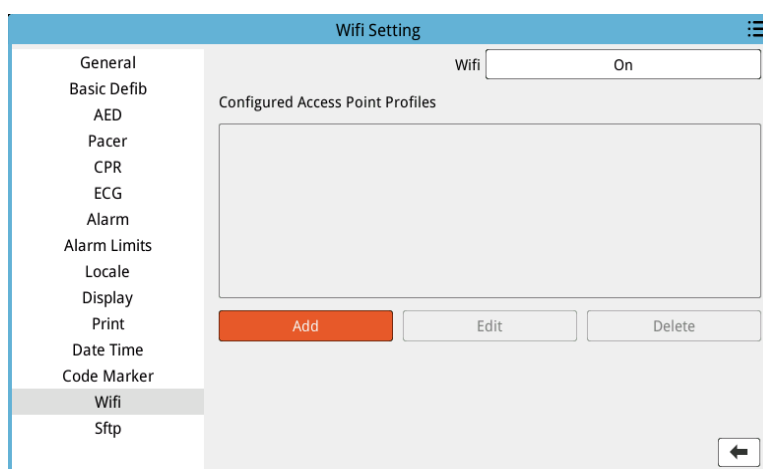 Wifi Setting
General
Basic Defib
AED
Pacer
CPR
ECG
Alarm
Alarm Limits
Locale
Display
Print
Date Time
Code Marker
Wifi
Sftp
Wifi On
Configured Access Point Profiles
Add Edit Delete